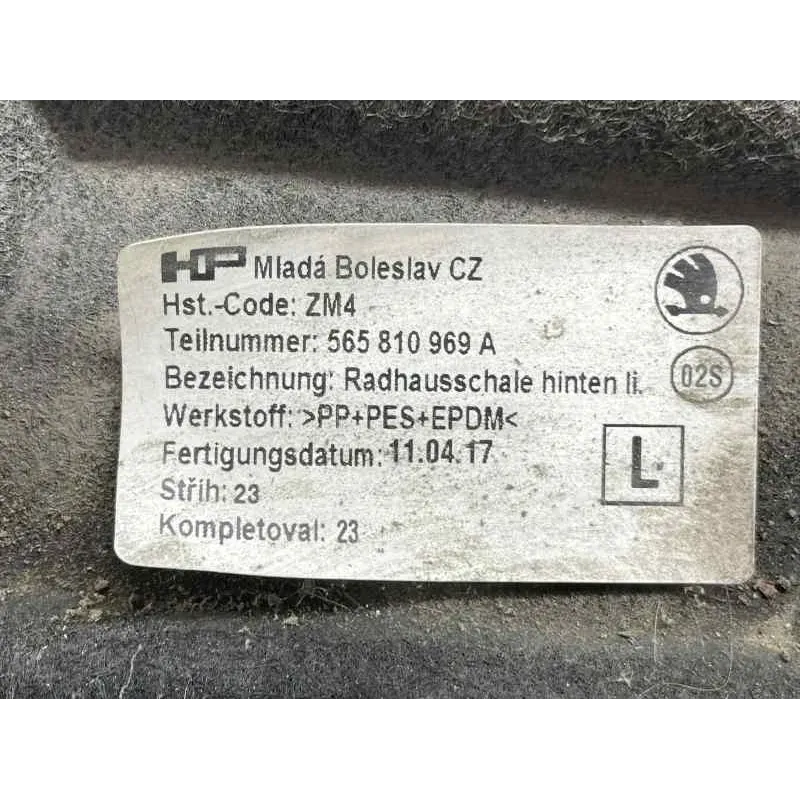 HP Mladá Boleslav CZ
Hst.-Code: ZM4
Teilnummer: 565 810 969 A
Bezeichnung: Radhausschale hinten li.
02S
Werkstoff: >PP+PES+EPDM<
Fertigungsdatum: 11.04.17
L
Střih: 23
Kompletoval: 23